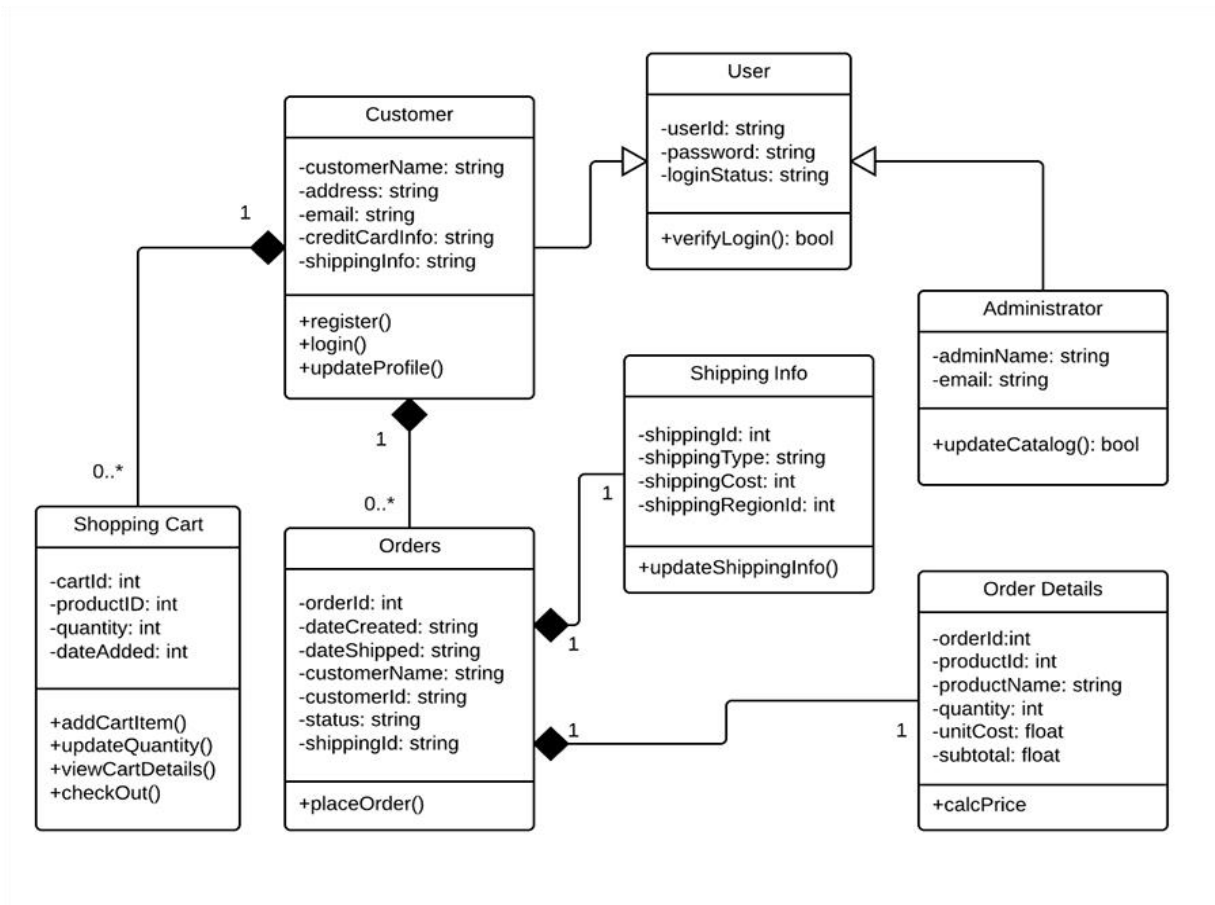 User
-userId: string
-password: string
-loginStatus: string
+verifyLogin(): bool
Customer
-customerName: string
-address: string
-email: string
-creditCardInfo: string
-shippingInfo: string
+register()
+login()
+updateProfile()
1
0..*
1
0..*
Administrator
-adminName: string
-email: string
+updateCatalog(): bool
Shipping Info
-shippingId: int
-shippingType: string
-shippingCost: int
-shippingRegionId: int
+updateShippingInfo()
1
1
Shopping Cart
-cartId: int
-productID: int
-quantity: int
-dateAdded: int
+addCartItem()
+updateQuantity()
+viewCartDetails()
+checkOut()
Orders
-orderId: int
-dateCreated: string
-dateShipped: string
-customerName: string
-customerId: string
-status: string
-shippingId: string
+placeOrder()
1
1
Order Details
-orderId:int
-productId: int
-productName: string
-quantity: int
-unitCost: float
-subtotal: float
+calcPrice